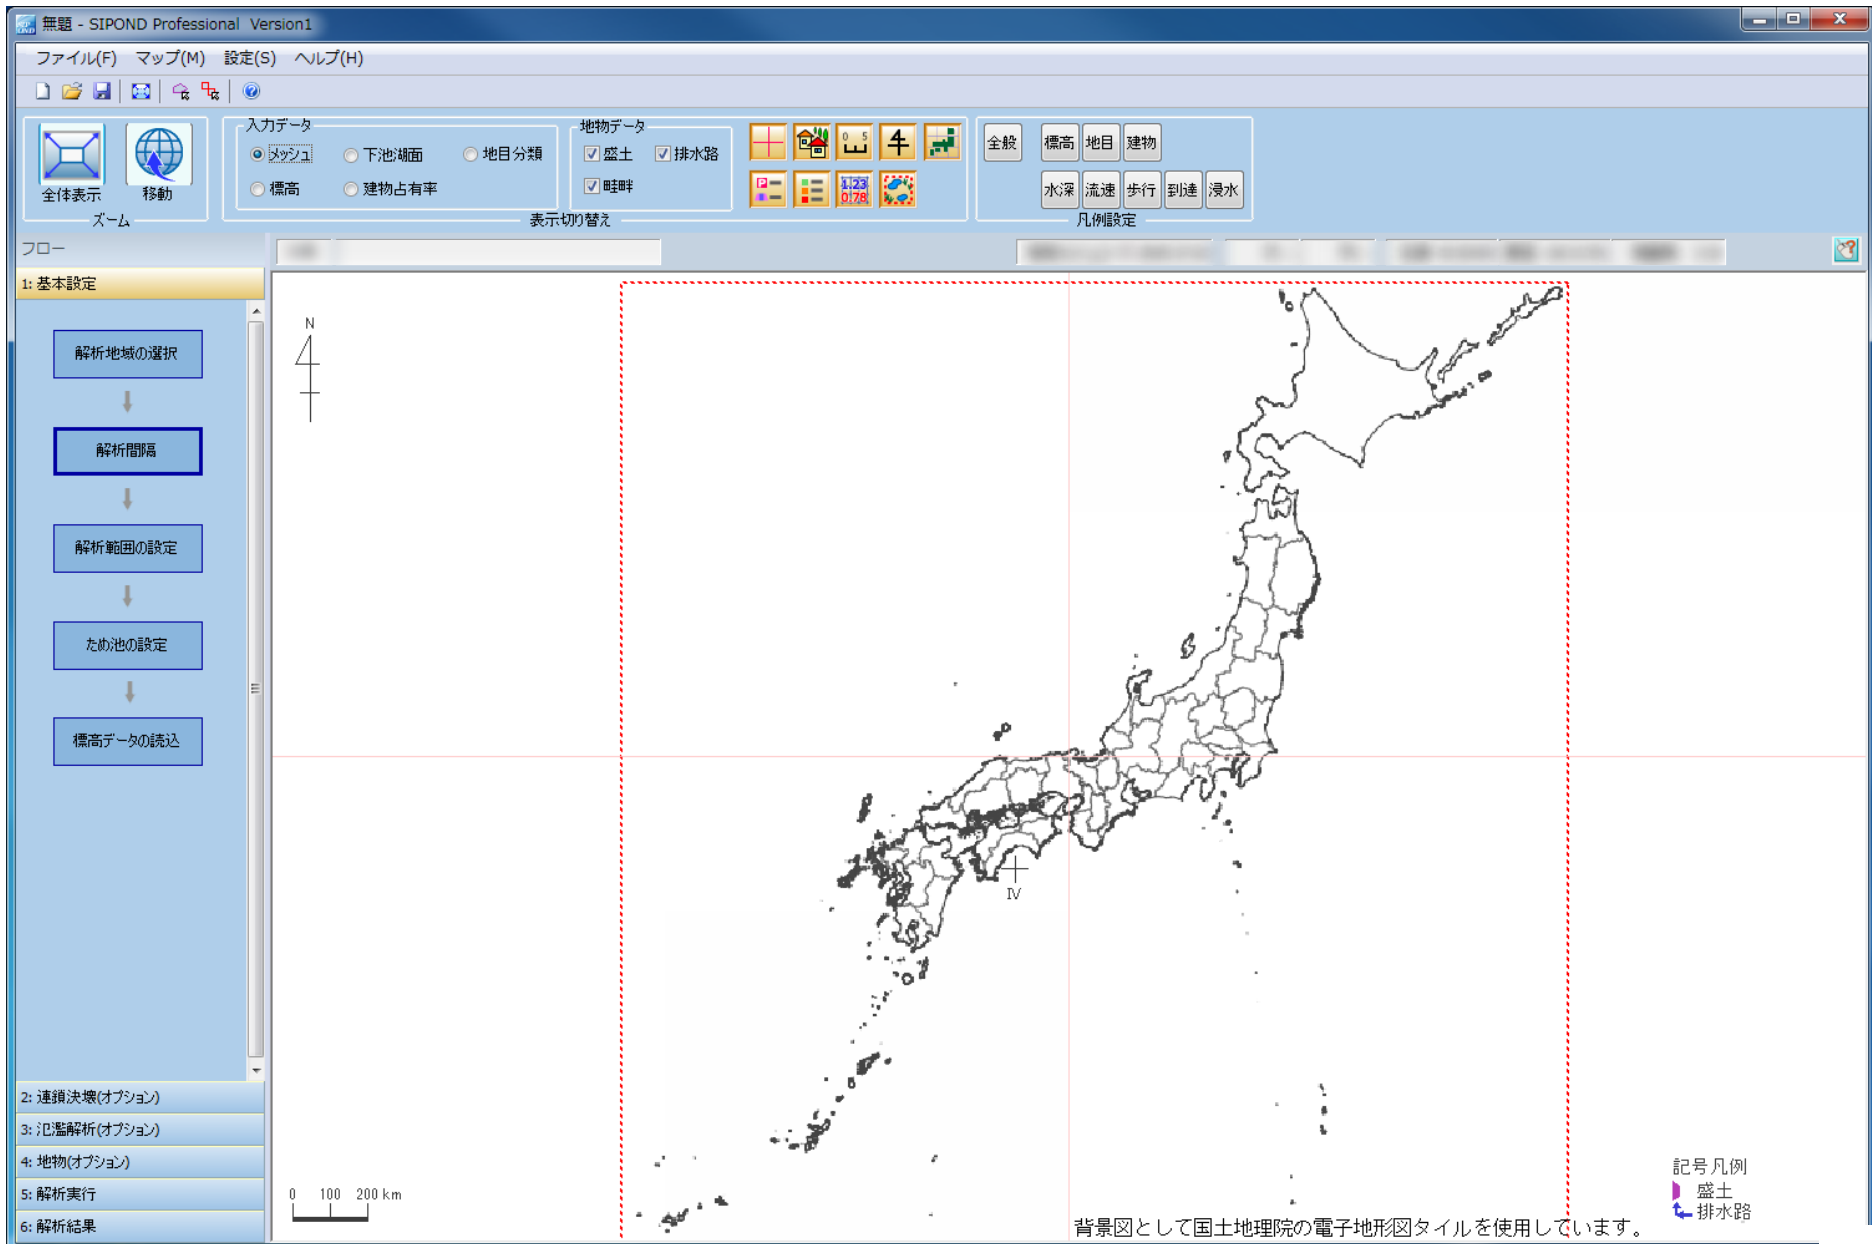 無題 - SIPOND Professional Version1
ファイル(F) マップ(M) 設定(S) ヘルプ(H)
全体表示
移動
ズーム
入力データ
メッシュ 下池湖面 地目分類
標高 建物占有率
地物データ
盛土 排水路
畦畔
0 5
4
P
1.23
0.78
表示切り替え
全般 標高 地目 建物
水深 流速 歩行 到達 浸水
凡例設定
フロー
1: 基本設定
解析地域の選択
解析間隔
解析範囲の設定
ため池の設定
標高データの読込
2: 連鎖決壊(オプション)
3: 氾濫解析(オプション)
4: 地物(オプション)
5: 解析実行
6: 解析結果
N
IV
0 100 200 km
記号凡例
盛土
排水路
背景図として国土地理院の電子地形図タイルを使用しています。